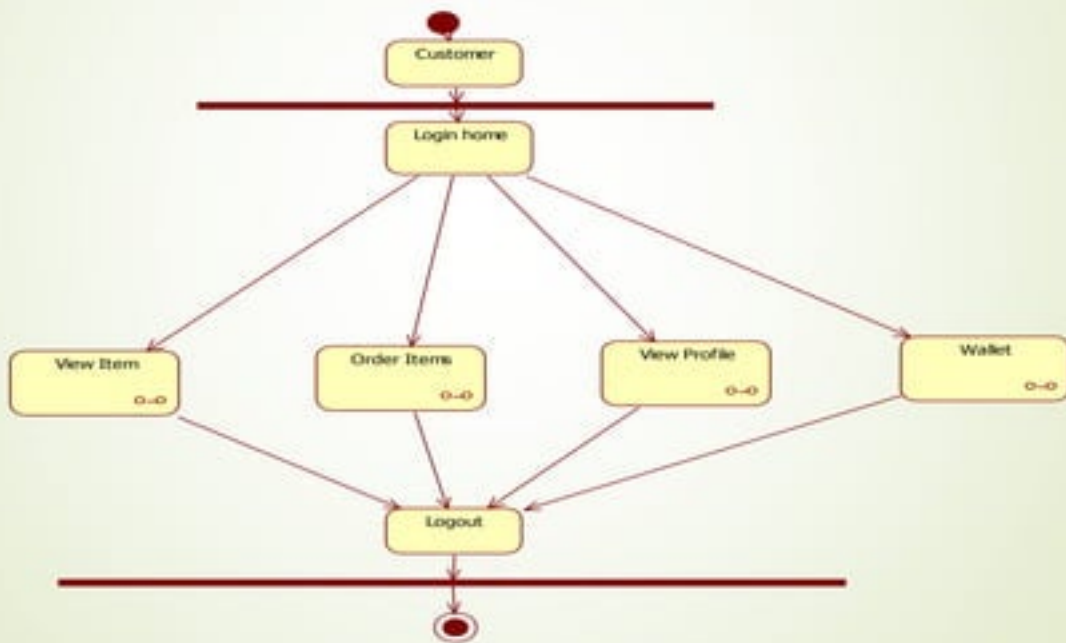 Customer
Login home
View Item
Order Items
View Profile
Wallet
Logout